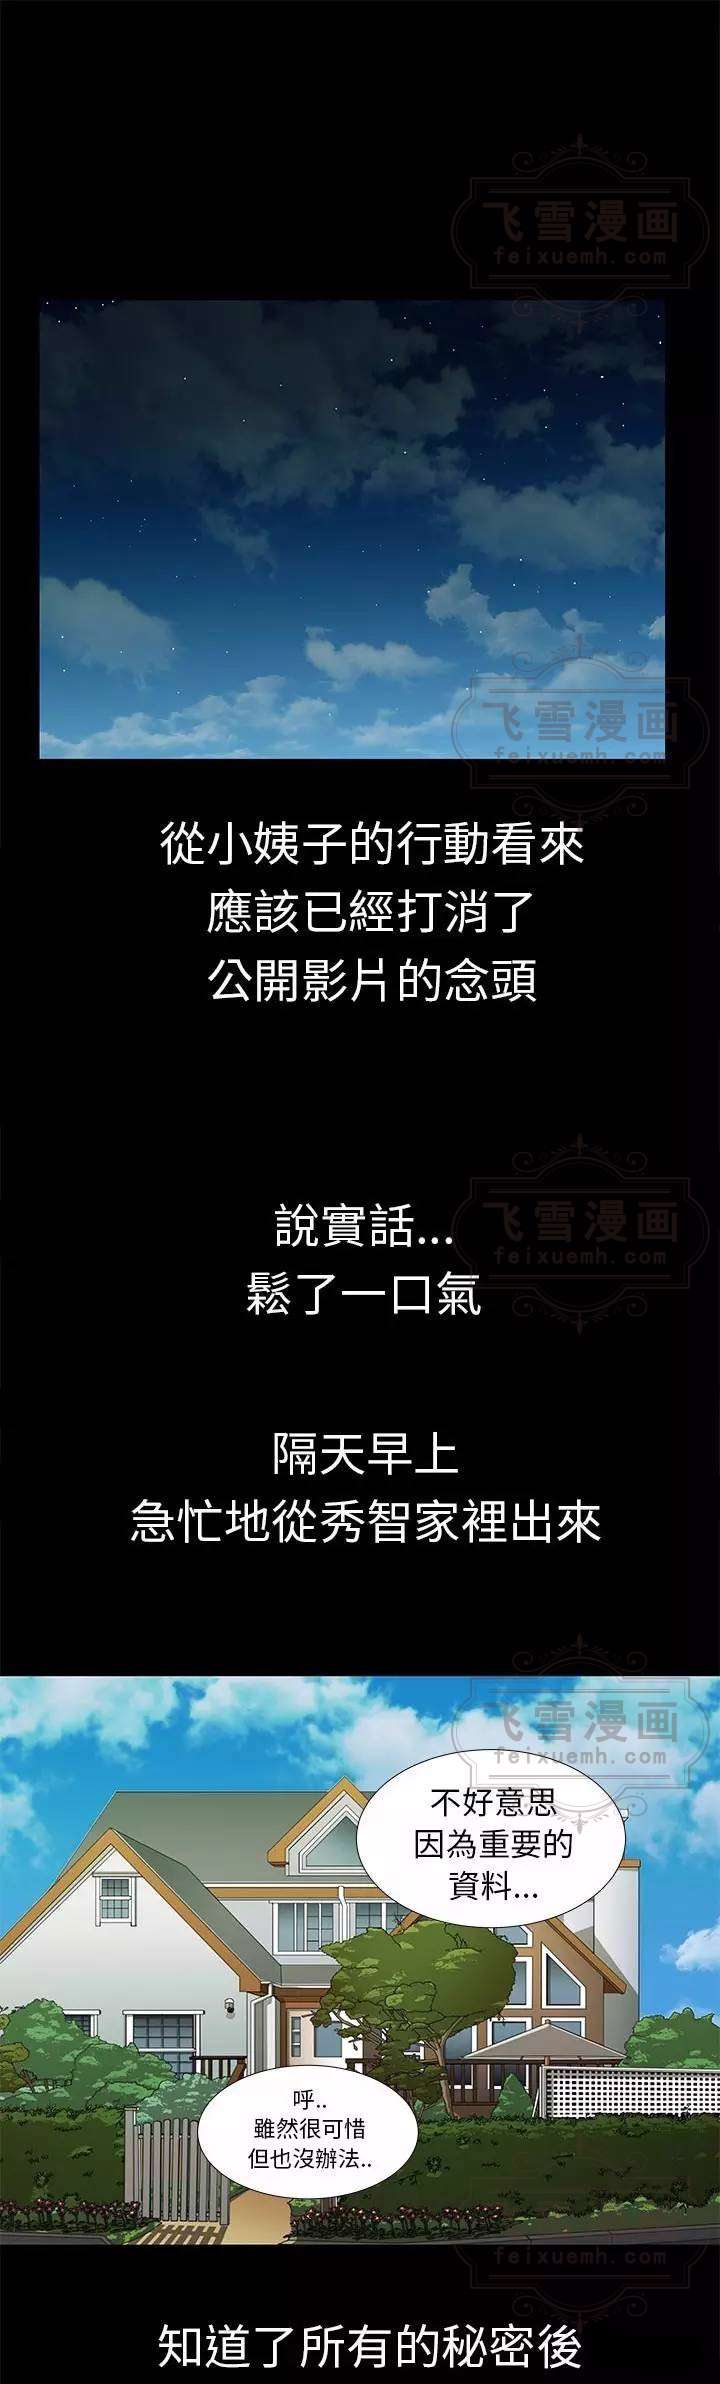 飞雪漫画
feixuemh.com
飞雪漫画
feixuemh.com
從小姨子的行動看來
應該已經打消了
公開影片的念頭
飞雪漫画
feixuemh.com
說實話...
鬆了一口氣
隔天早上
急忙地從秀智家裡出來
飞雪漫画
feixuemh.com
不好意思
因為重要的
資料...
呼..
雖然很可惜
但也沒辦法..
feixuemh.com
知道了所有的秘密後